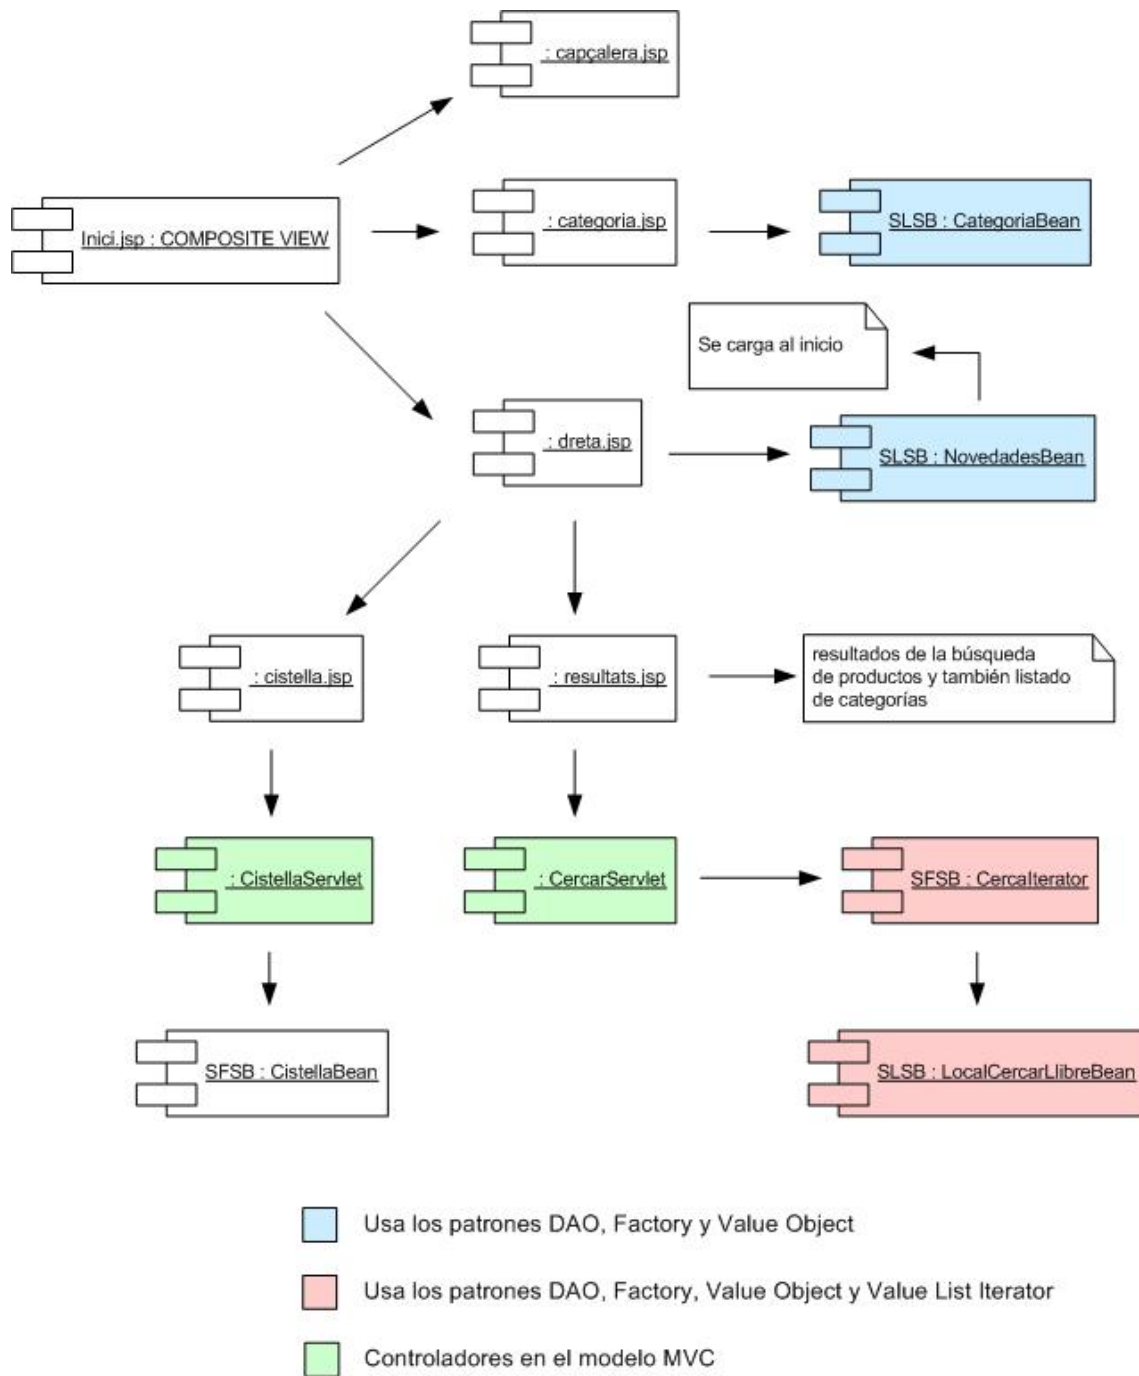 : capçalera.jsp
Inici.jsp : COMPOSITE VIEW
: categoria.jsp
SLSB : CategoriaBean
Se carga al inicio
: dreta.jsp
SLSB : NovedadesBean
: cistella.jsp
: resultats.jsp
resultados de la búsqueda
de productos y también listado
de categorías
: CistellaServlet
: CercarServlet
SFSB : CercaIterator
SFSB : CistellaBean
SLSB : LocalCercarLlibreBean
Usa los patrones DAO, Factory y Value Object
Usa los patrones DAO, Factory, Value Object y Value List Iterator
Controladores en el modelo MVC